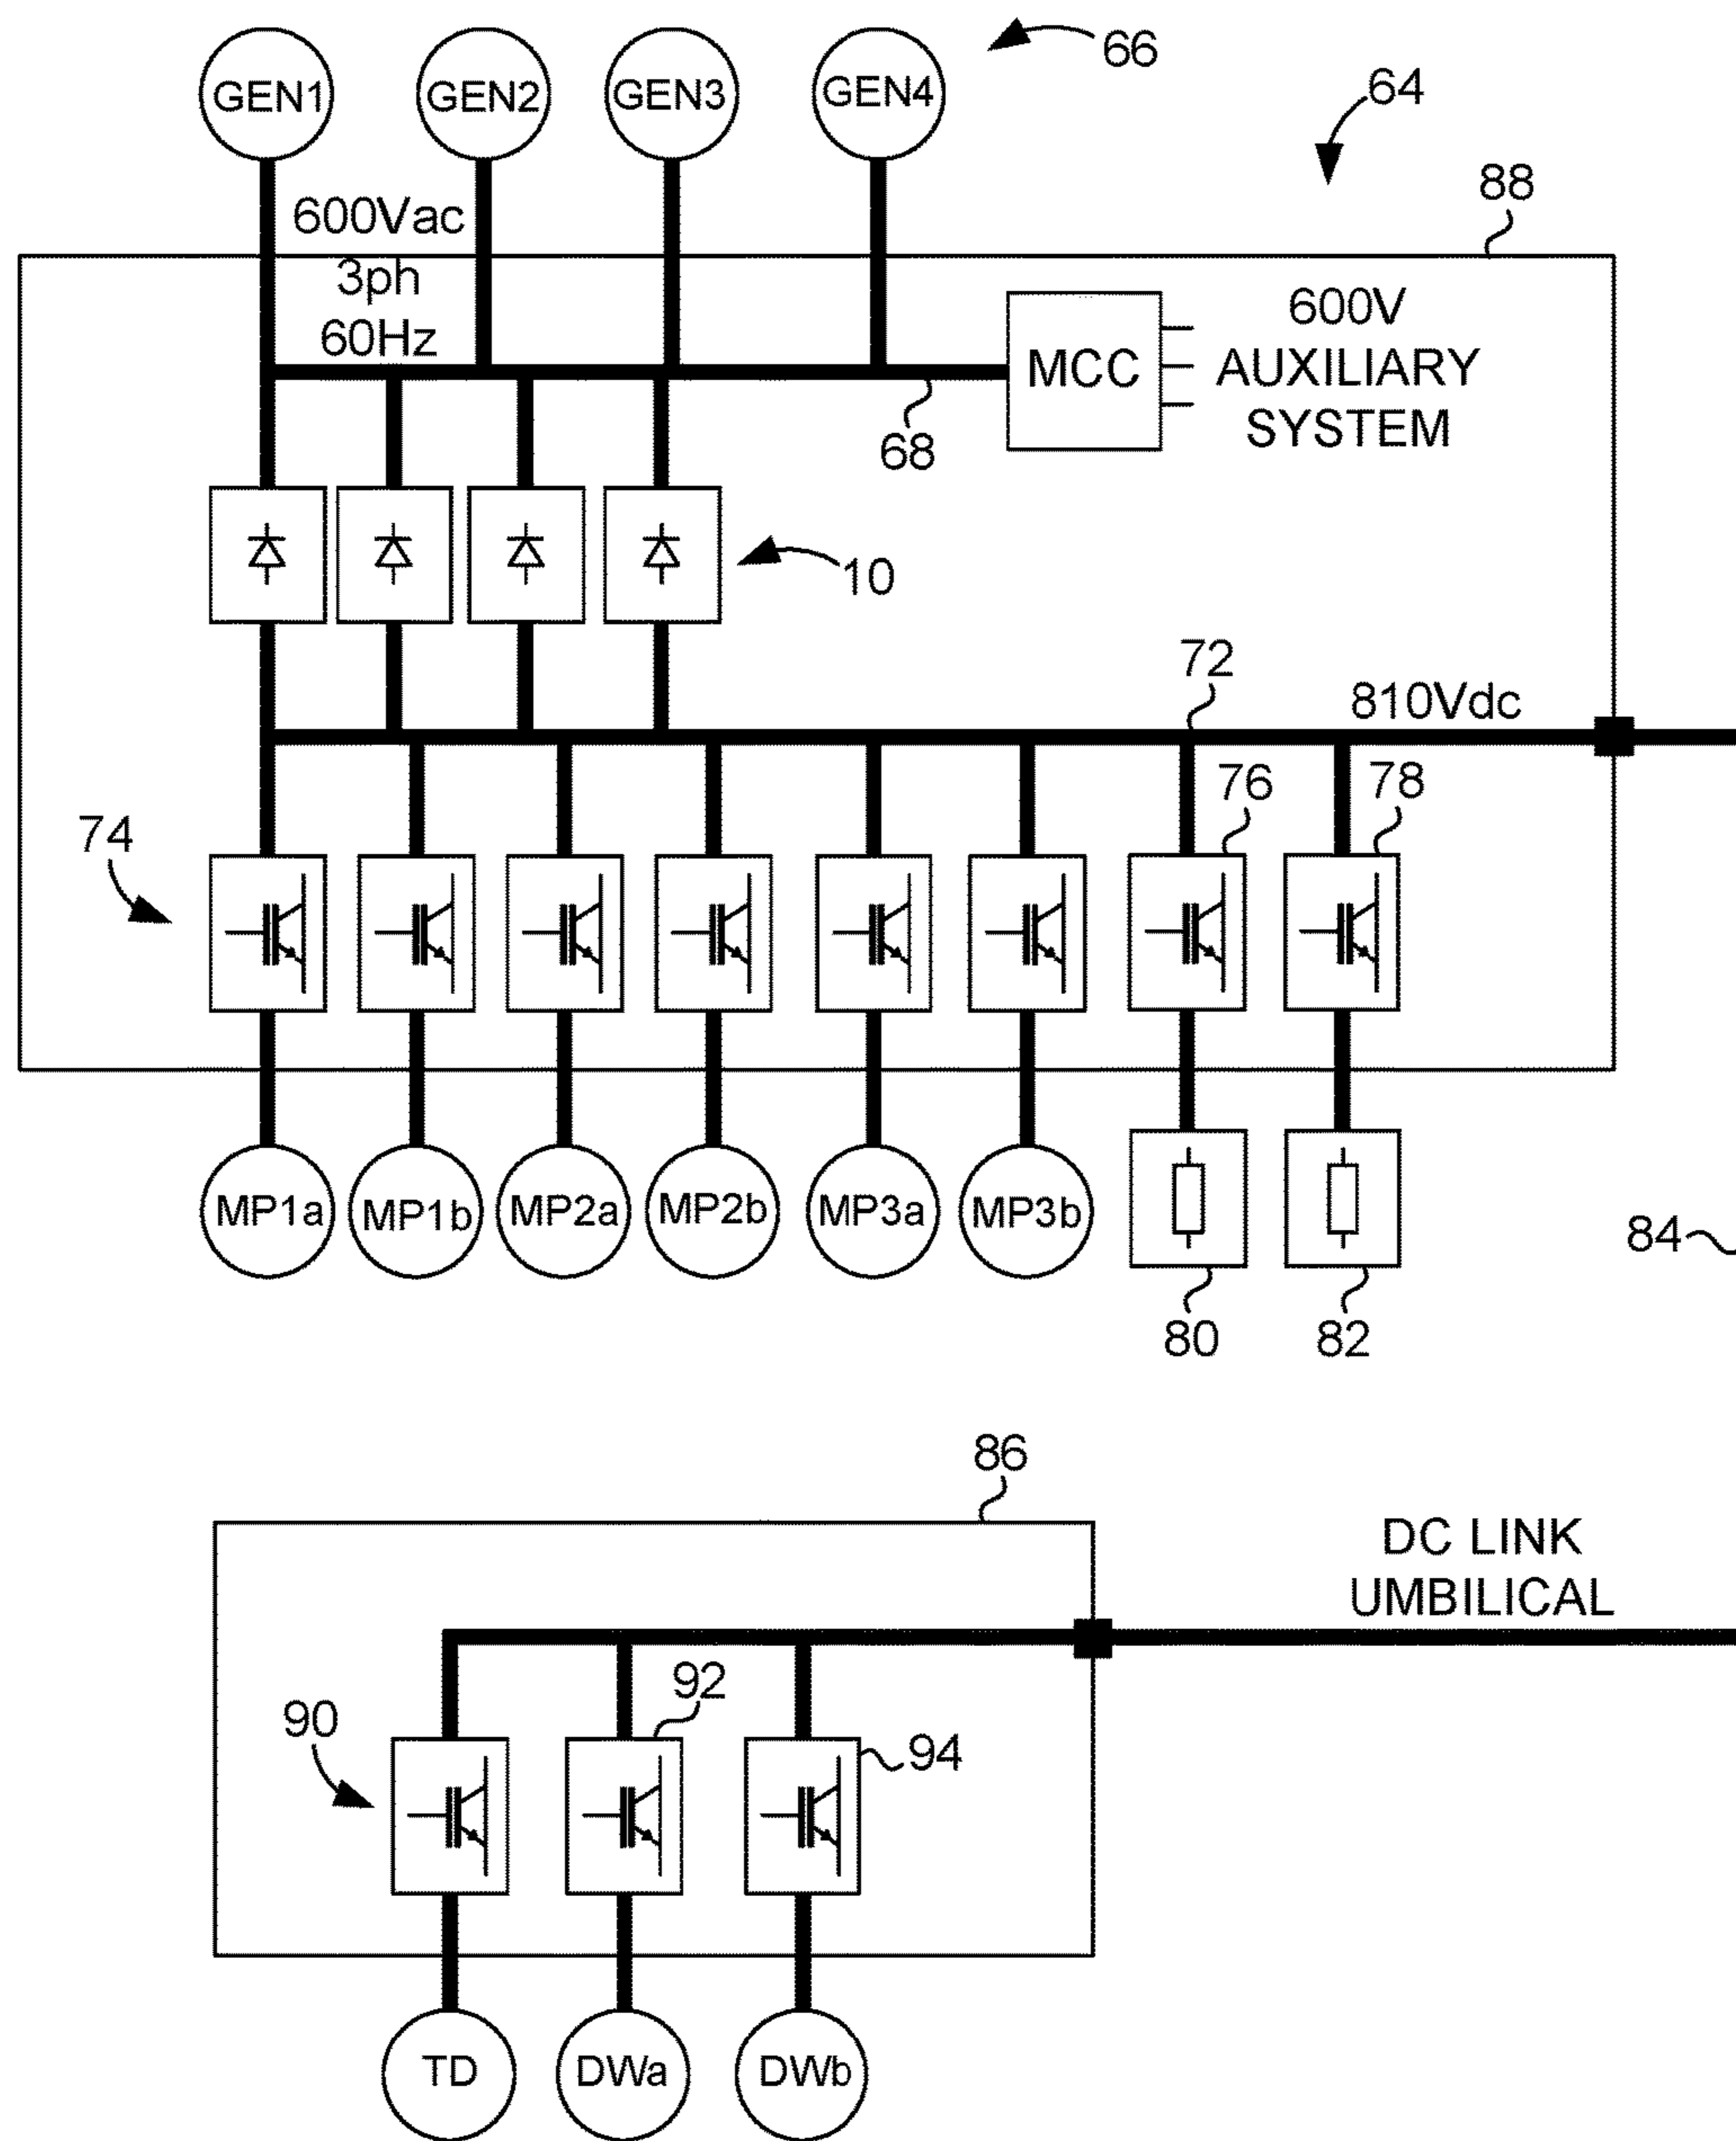 GEN1
GEN2
GEN3
GEN4
66
64
88
600Vac
3ph
60Hz
MCC
600V
AUXILIARY
SYSTEM
68
10
72
810Vdc
74
76
78
MP1a
MP1b
MP2a
MP2b
MP3a
MP3b
80
82
84
86
DC LINK
UMBILICAL
90
92
94
TD
DWa
DWb